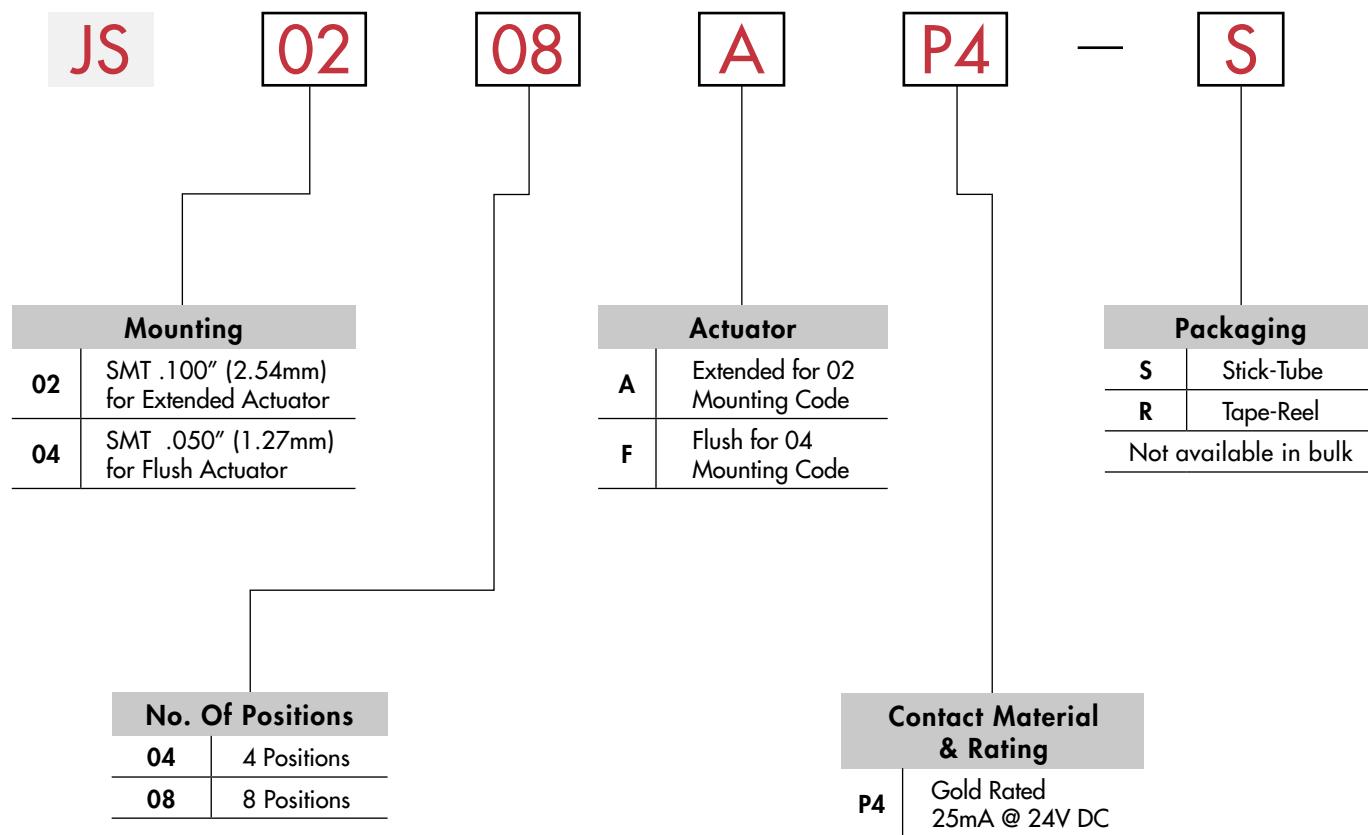 JS 02 08 A P4 — S
Mounting
02 SMT .100" (2.54mm)
for Extended Actuator
04 SMT .050" (1.27mm)
for Flush Actuator
Actuator
A Extended for 02
Mounting Code
F Flush for 04
Mounting Code
Packaging
S Stick-Tube
R Tape-Reel
Not available in bulk
No. Of Positions
04 4 Positions
08 8 Positions
Contact Material
& Rating
P4 Gold Rated
25mA @ 24V DC